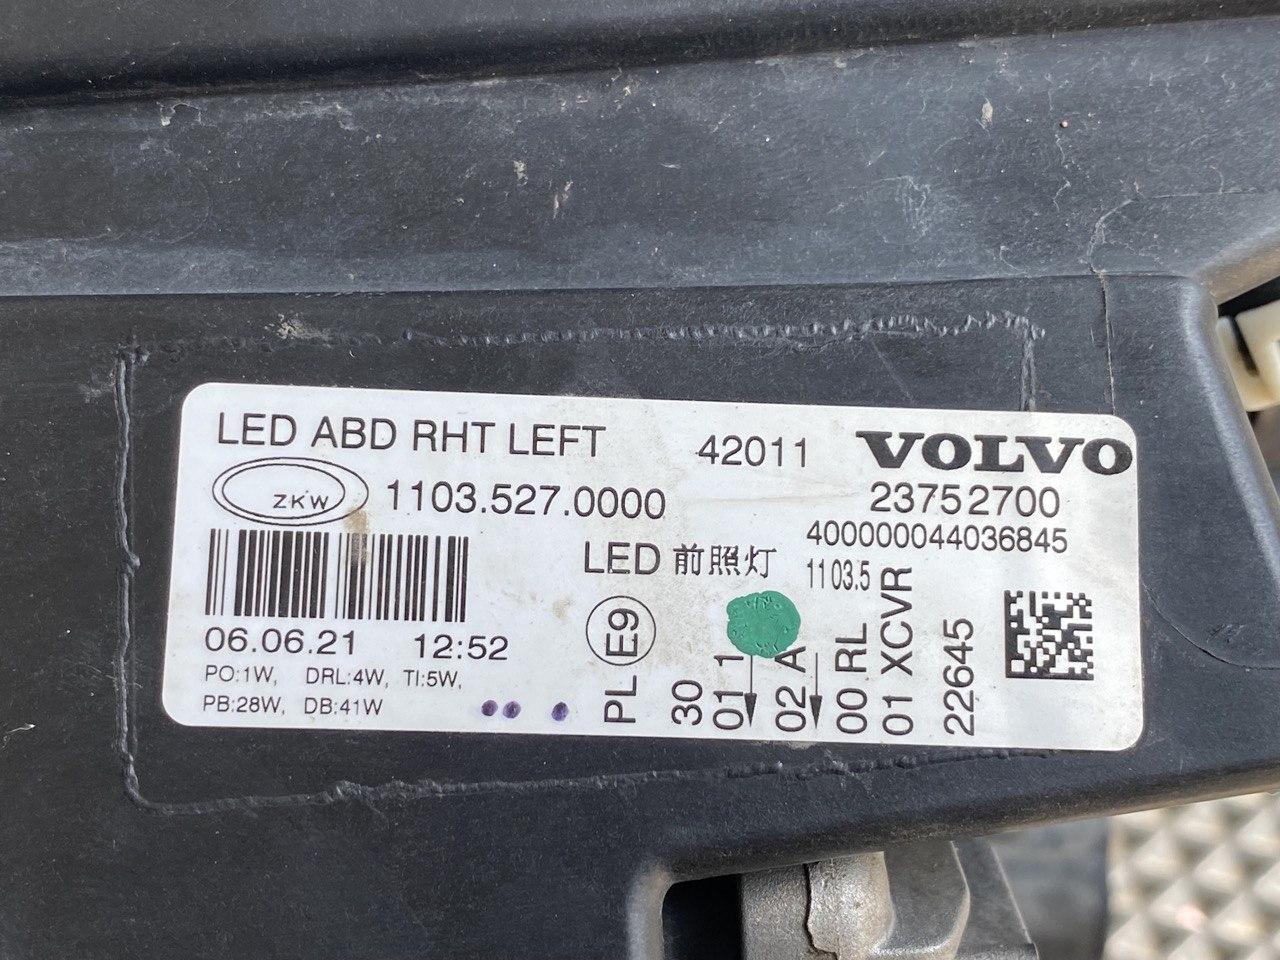 LED ABD RHT LEFT 42011 VOLVO
ZKW 1103.527.0000 23752700
400000044036845
LED 前照灯 1103.5
06.06.21 12:52
PO:1W, DRL:4W, TI:5W,
PB:28W, DB:41W
PL E9
30
01 1
02 A
00 RL
01 XCVR
22645